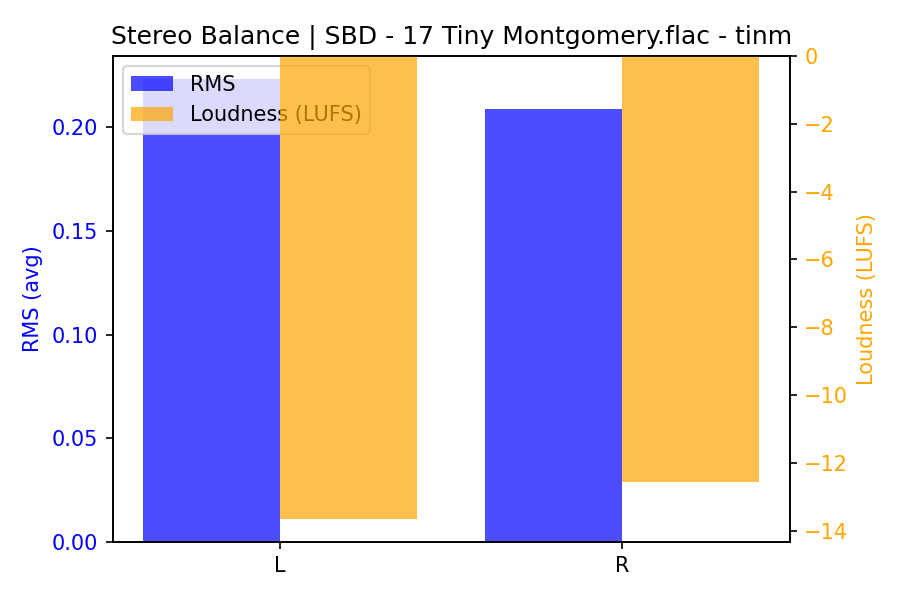 Stereo Balance | SBD - 17 Tiny Montgomery.flac - tinm
RMS
Loudness (LUFS)
RMS (avg)
0.20
0.15
0.10
0.05
0.00
L
R
0
−2
−4
−6
−8
−10
−12
−14
Loudness (LUFS)